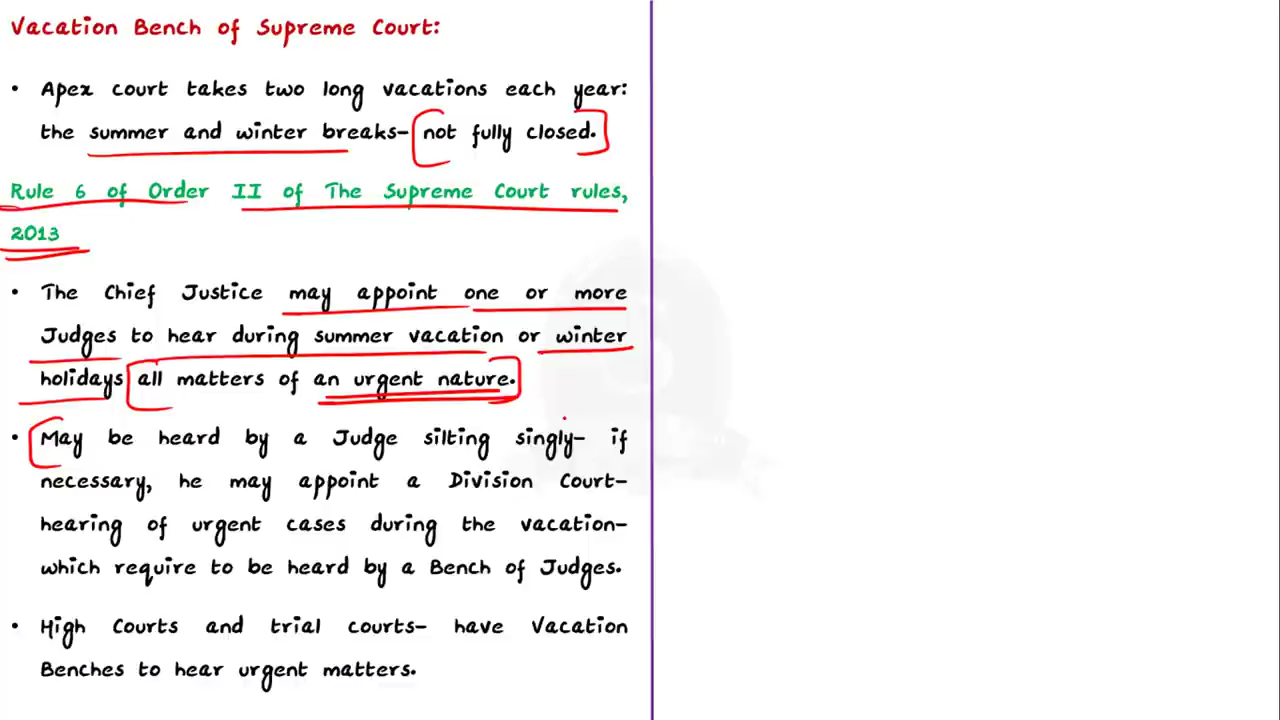 Vacation Bench of Supreme Court:
• Apex court takes two long vacations each year:
the summer and winter breaks- not fully closed.
Rule 6 of Order II of The Supreme Court rules,
2013
• The Chief Justice may appoint one or more
Judges to hear during summer vacation or winter
holidays all matters of an urgent nature.
• May be heard by a Judge silting singly- if
necessary, he may appoint a Division Court-
hearing of urgent cases during the vacation-
which require to be heard by a Bench of Judges.
• High Courts and trial courts- have Vacation
Benches to hear urgent matters.